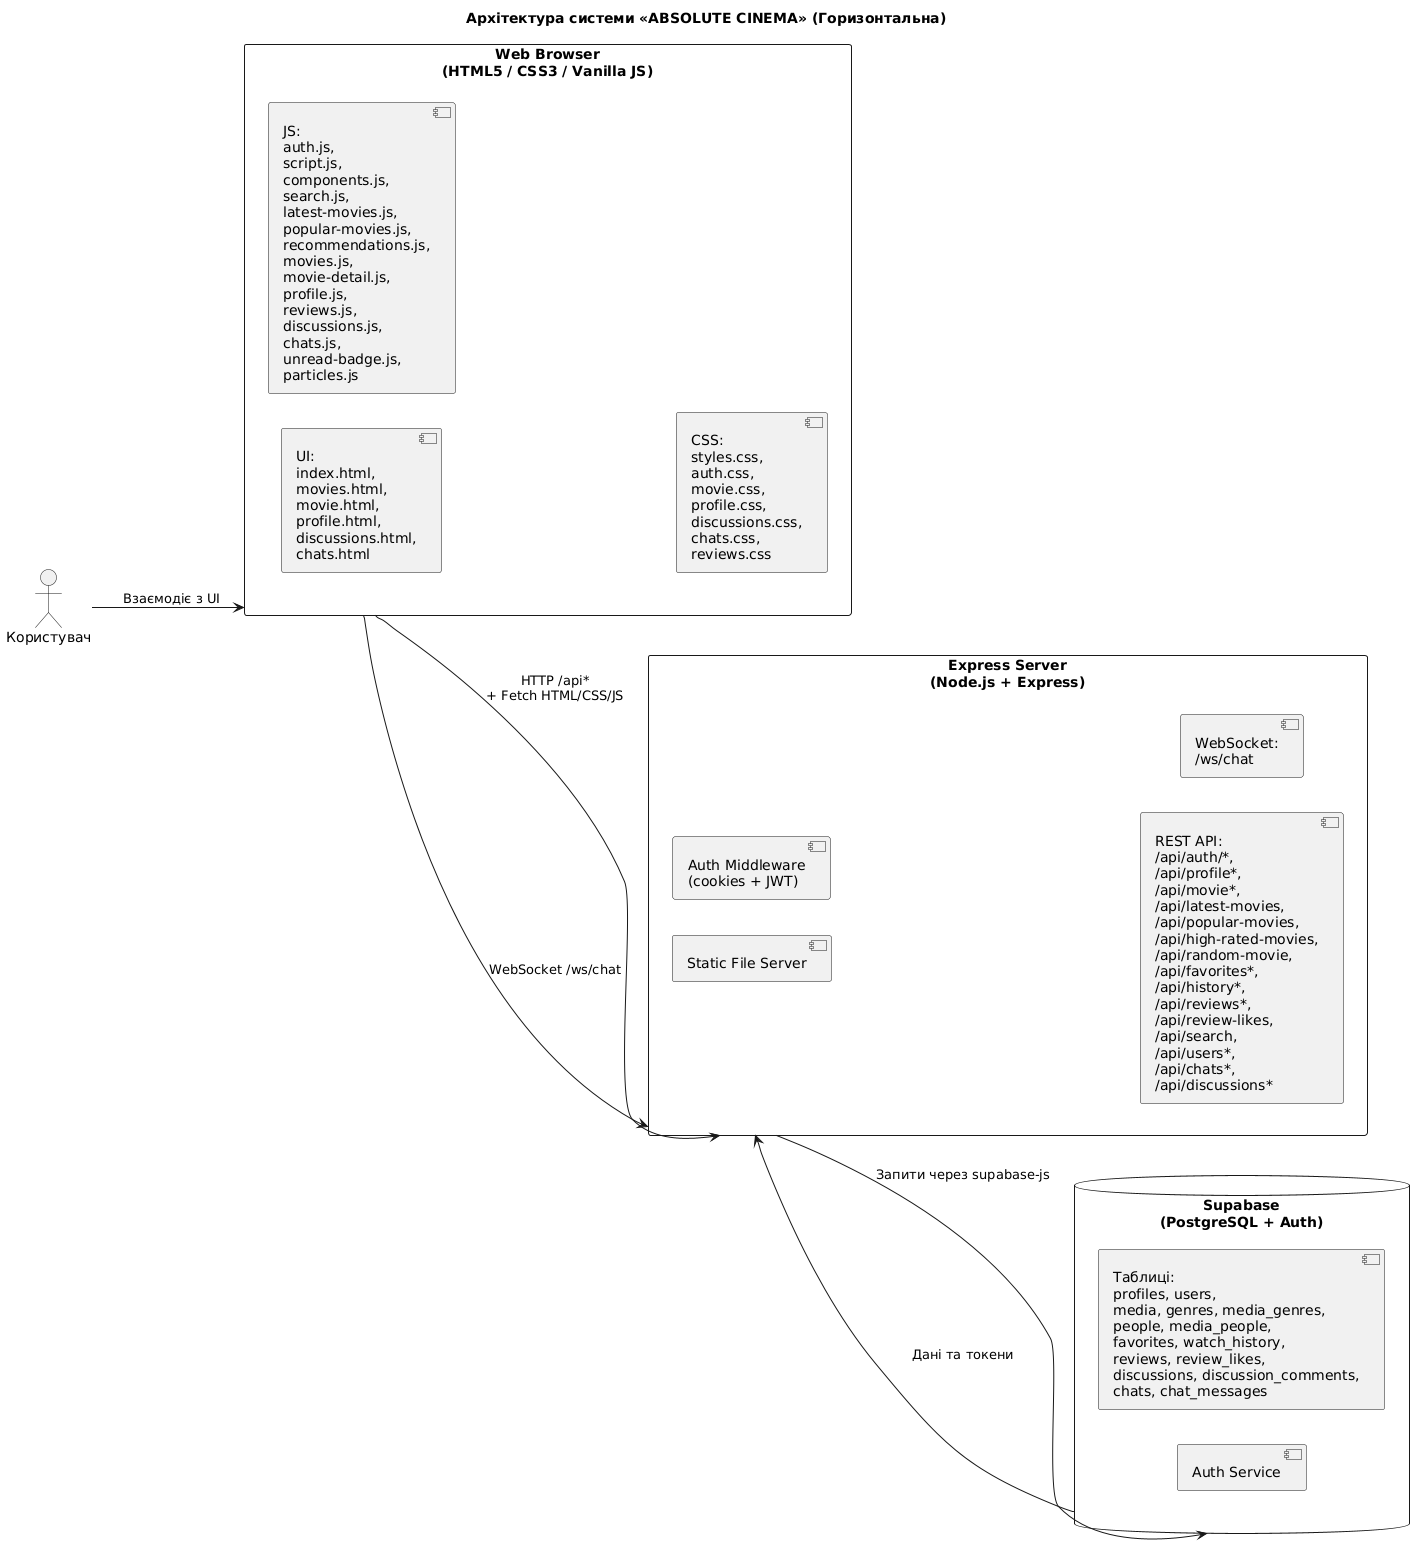 Архітектура системи «ABSOLUTE CINEMA» (Горизонтальна)
Web Browser
(HTML5 / CSS3 / Vanilla JS)
JS:
auth.js,
script.js,
components.js,
search.js,
latest-movies.js,
popular-movies.js,
recommendations.js,
movies.js,
movie-detail.js,
profile.js,
reviews.js,
discussions.js,
chats.js,
unread-badge.js,
particles.js
UI:
index.html,
movies.html,
movie.html,
profile.html,
discussions.html,
chats.html
CSS:
styles.css,
auth.css,
movie.css,
profile.css,
discussions.css,
chats.css,
reviews.css
Користувач
Взаємодіє з UI
HTTP /api*
+ Fetch HTML/CSS/JS
WebSocket /ws/chat
Express Server
(Node.js + Express)
WebSocket:
/ws/chat
Auth Middleware
(cookies + JWT)
Static File Server
REST API:
/api/auth/*,
/api/profile*,
/api/movie*,
/api/latest-movies,
/api/popular-movies,
/api/high-rated-movies,
/api/random-movie,
/api/favorites*,
/api/history*,
/api/reviews*,
/api/review-likes,
/api/search,
/api/users*,
/api/chats*,
/api/discussions*
Запити через supabase-js
Дані та токени
Supabase
(PostgreSQL + Auth)
Таблиці:
profiles, users,
media, genres, media_genres,
people, media_people,
favorites, watch_history,
reviews, review_likes,
discussions, discussion_comments,
chats, chat_messages
Auth Service